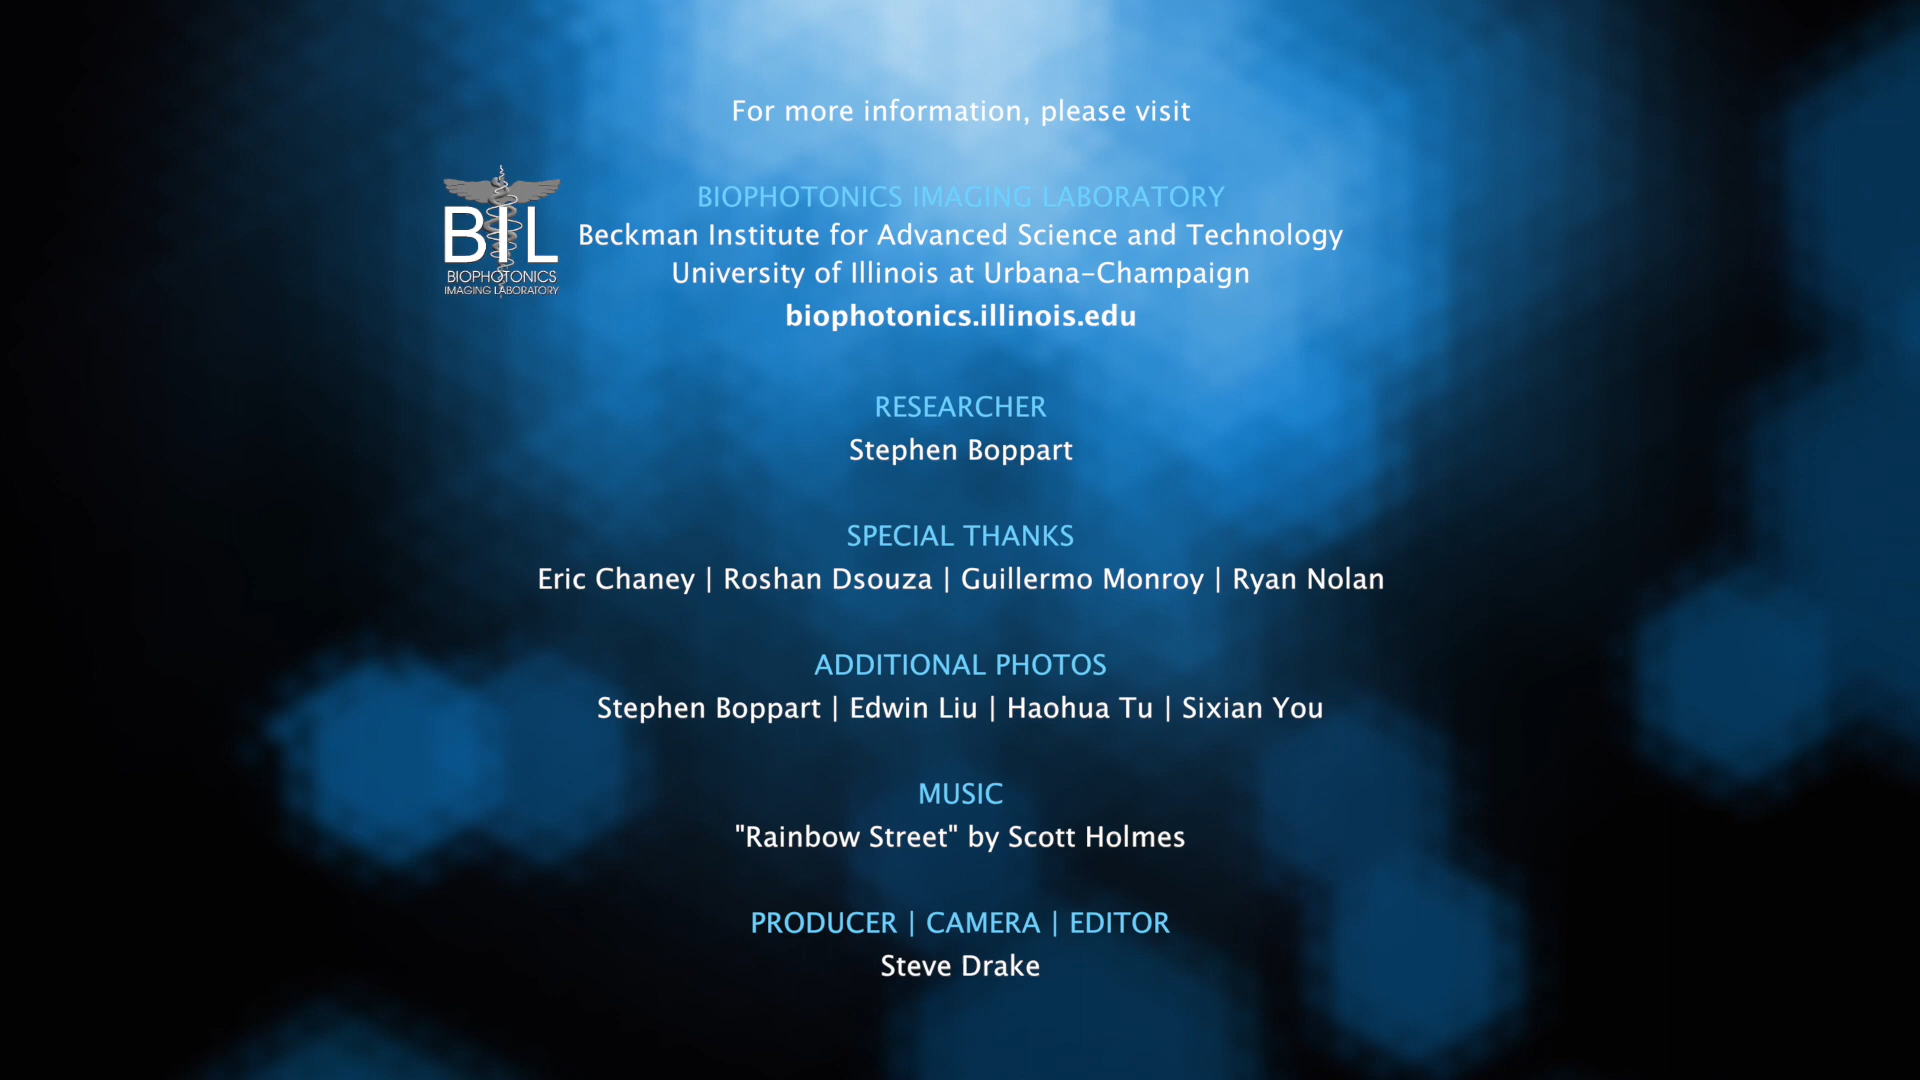 For more information, please visit
BIL
BIOPHOTONICS
IMAGING LABORATORY
BIOPHOTONICS IMAGING LABORATORY
Beckman Institute for Advanced Science and Technology
University of Illinois at Urbana-Champaign
biophotonics.illinois.edu
RESEARCHER
Stephen Boppart
SPECIAL THANKS
Eric Chaney | Roshan Dsouza | Guillermo Monroy | Ryan Nolan
ADDITIONAL PHOTOS
Stephen Boppart | Edwin Liu | Haohua Tu | Sixian You
MUSIC
"Rainbow Street" by Scott Holmes
PRODUCER | CAMERA | EDITOR
Steve Drake